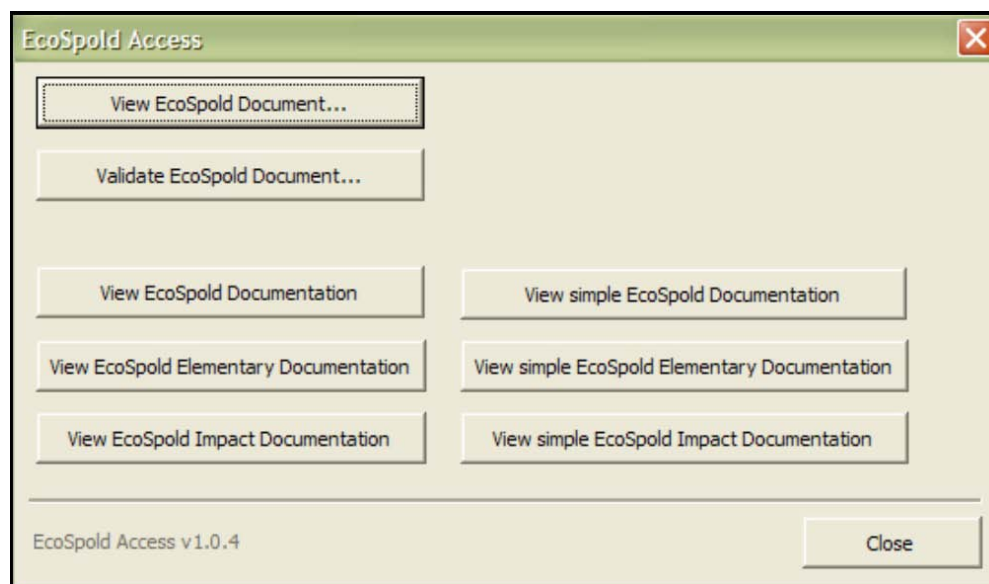 EcoSpold Access
View EcoSpold Document...
Validate EcoSpold Document...
View EcoSpold Documentation
View simple EcoSpold Documentation
View EcoSpold Elementary Documentation
View simple EcoSpold Elementary Documentation
View EcoSpold Impact Documentation
View simple EcoSpold Impact Documentation
EcoSpold Access v1.0.4
Close